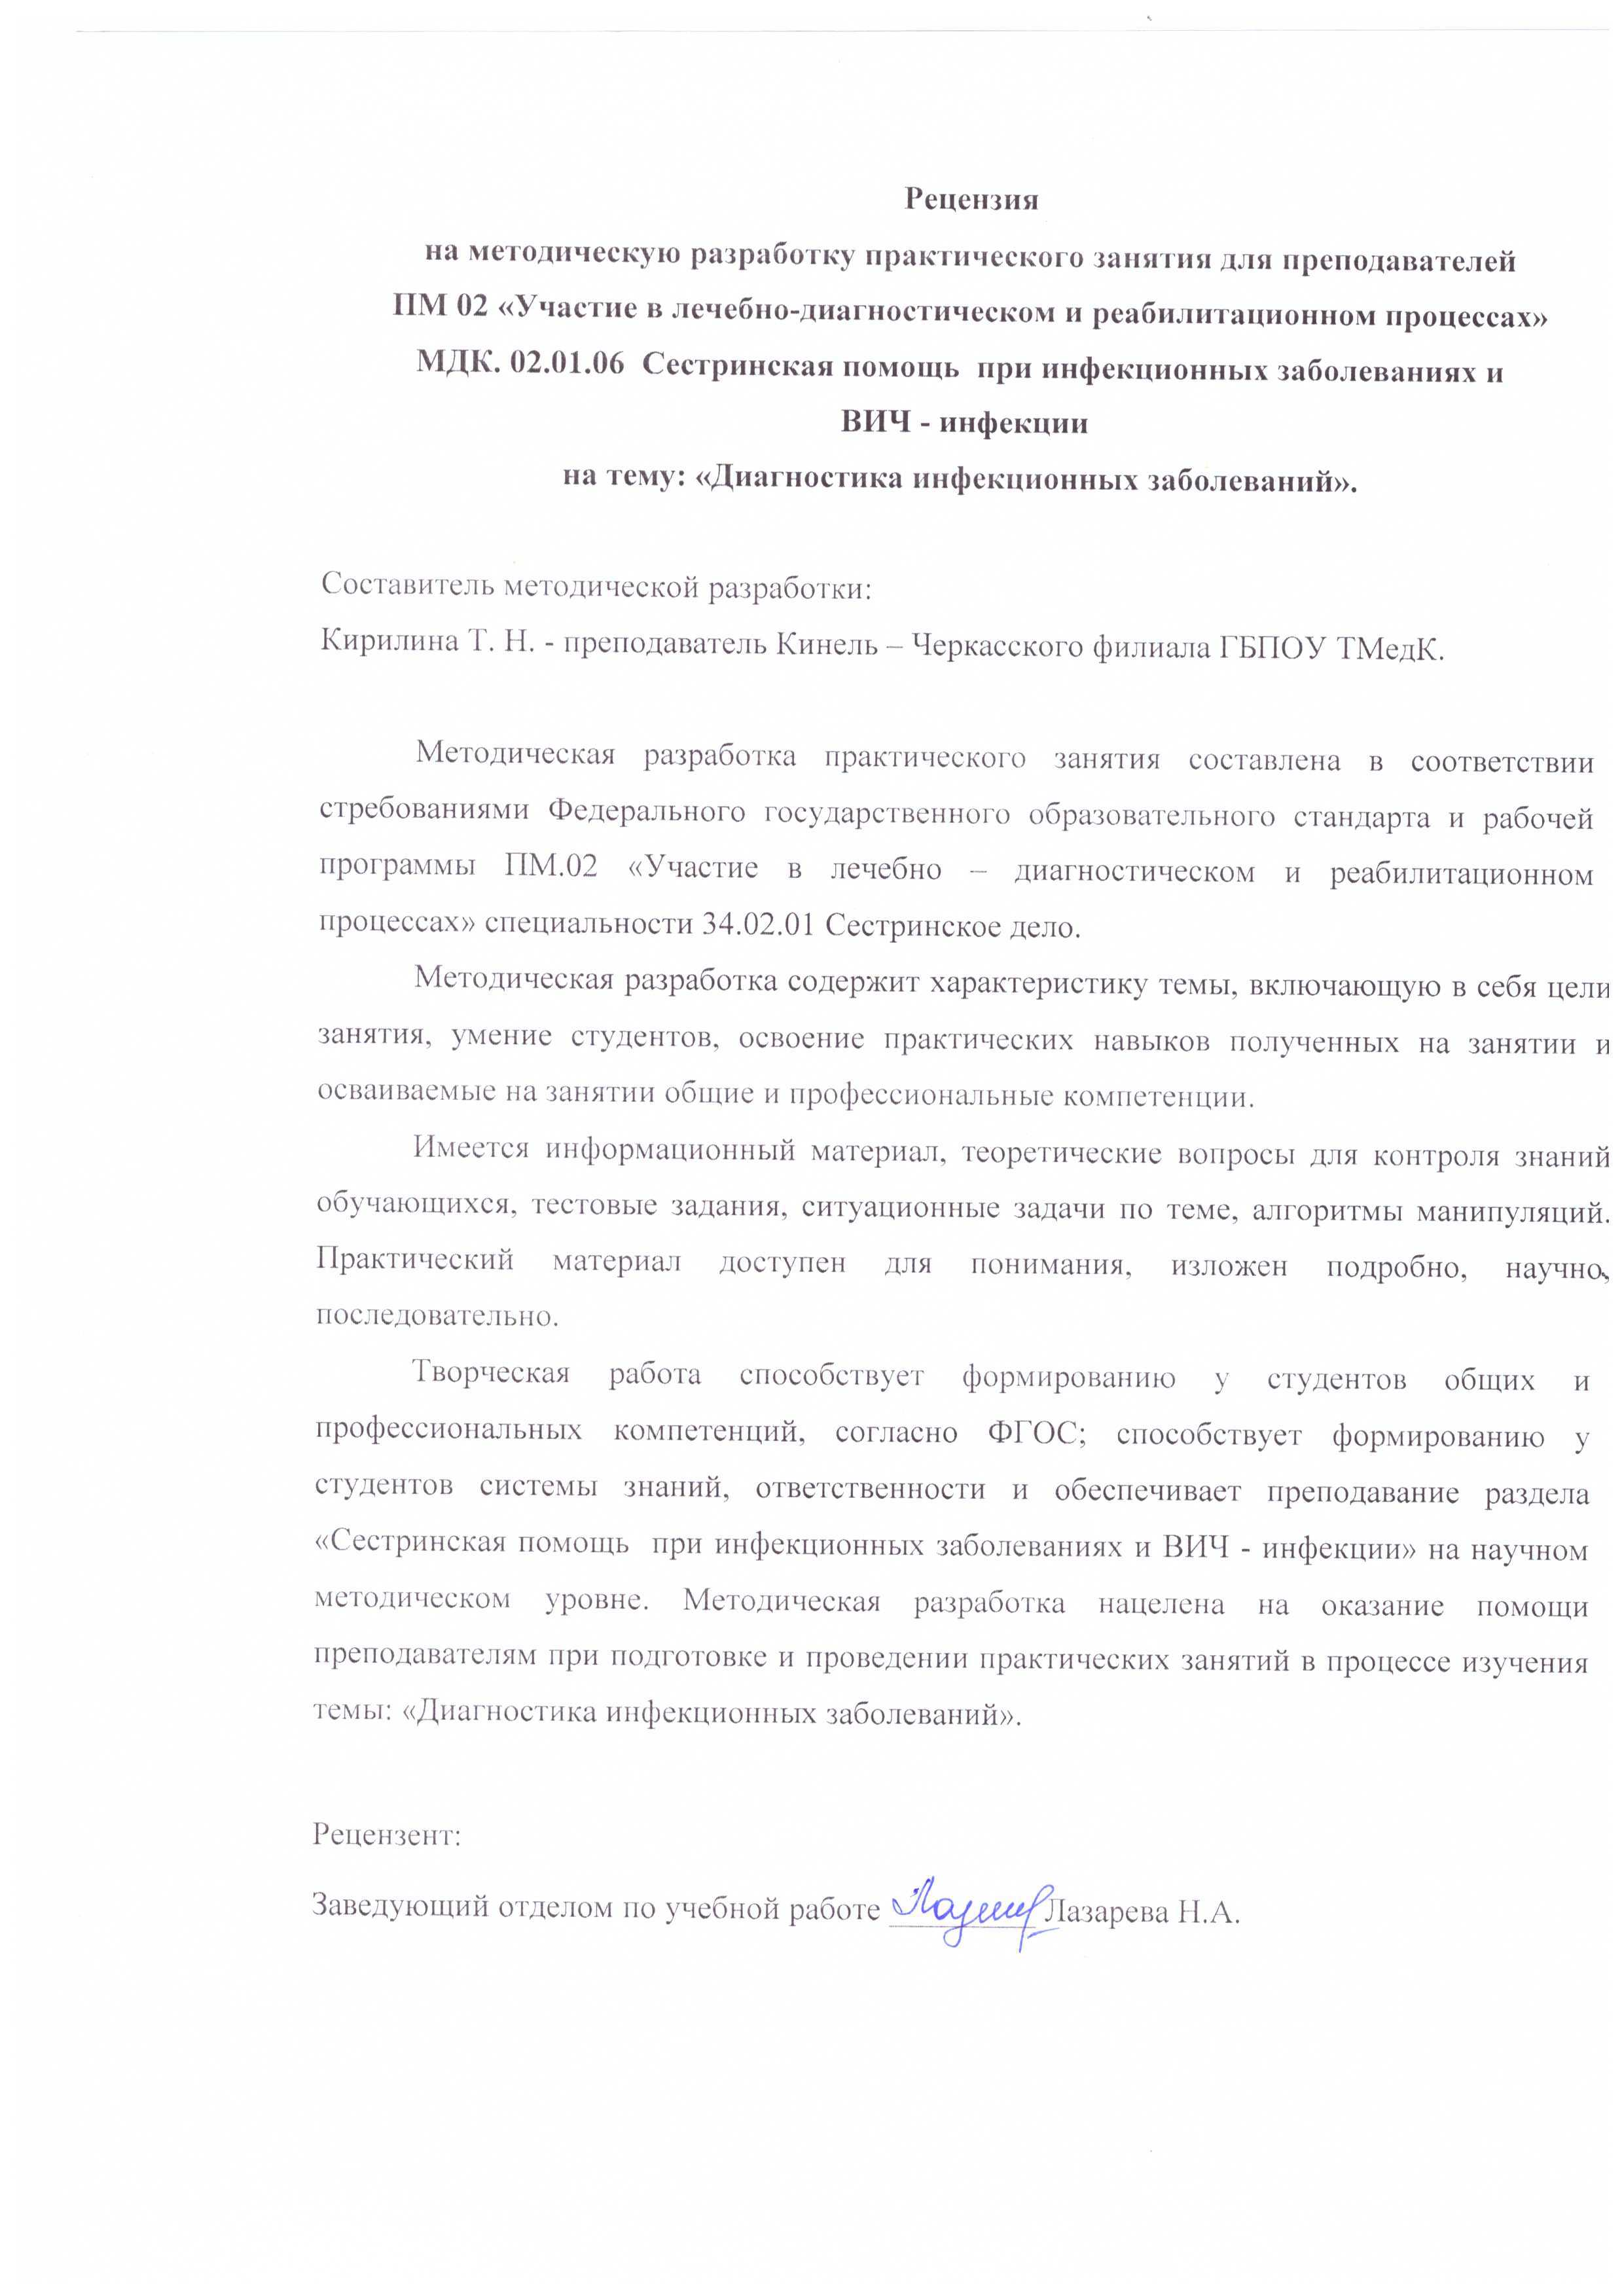 Рецензия
на методическую разработку практического занятия для преподавателей
ПМ 02 «Участие в лечебно-диагностическом и реабилитационном процессах»
МДК. 02.01.06  Сестринская помощь  при инфекционных заболеваниях и
ВИЧ - инфекции
на тему: «Диагностика инфекционных заболеваний».
Составитель методической разработки:
Кирилина Т. Н. - преподаватель Кинель – Черкасского филиала ГБПОУ ТМедК.
Методическая разработка практического занятия составлена в соответствии
стребованиями Федерального государственного образовательного стандарта и рабочей
программы ПМ.02 «Участие в лечебно – диагностическом и реабилитационном
процессах» специальности 34.02.01 Сестринское дело.
Методическая разработка содержит характеристику темы, включающую в себя цели
занятия, умение студентов, освоение практических навыков полученных на занятии и
осваиваемые на занятии общие и профессиональные компетенции.
Имеется информационный материал, теоретические вопросы для контроля знаний
обучающихся, тестовые задания, ситуационные задачи по теме, алгоритмы манипуляций.
Практический материал доступен для понимания, изложен подробно, научно,
последовательно.
Творческая работа способствует формированию у студентов общих и
профессиональных компетенций, согласно ФГОС; способствует формированию у
студентов системы знаний, ответственности и обеспечивает преподавание раздела
«Сестринская помощь  при инфекционных заболеваниях и ВИЧ - инфекции» на научном
методическом уровне. Методическая разработка нацелена на оказание помощи
преподавателям при подготовке и проведении практических занятий в процессе изучения
темы: «Диагностика инфекционных заболеваний».
Рецензент:
Заведующий отделом по учебной работе Лазарева Н.А.